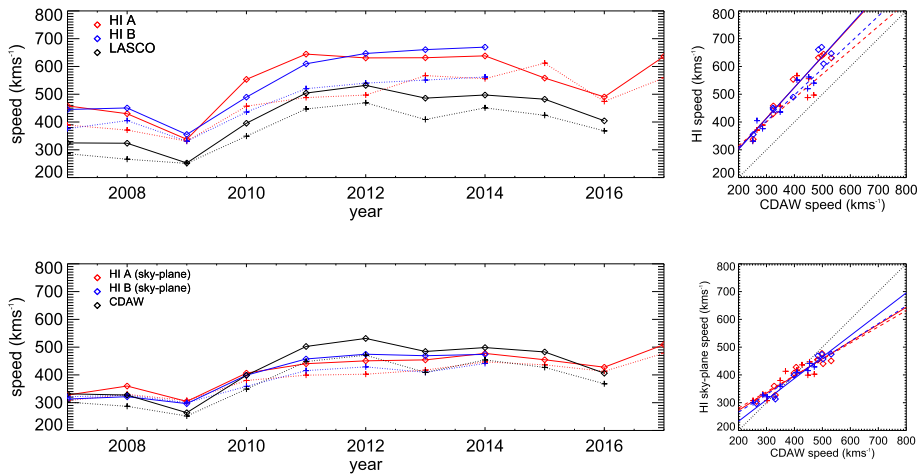 HI A
HI B
LASCO
speed (kms⁻¹)
800
700
600
500
400
300
200
2008
2010
2012
2014
2016
year
HI speed (kms⁻¹)
800
700
600
500
400
300
200
200 300 400 500 600 700 800
CDAW speed (kms⁻¹)
HI A (sky-plane)
HI B (sky-plane)
CDAW
speed (kms⁻¹)
800
700
600
500
400
300
200
2008
2010
2012
2014
2016
year
HI sky-plane speed (kms⁻¹)
800
700
600
500
400
300
200
200 300 400 500 600 700 800
CDAW speed (kms⁻¹)